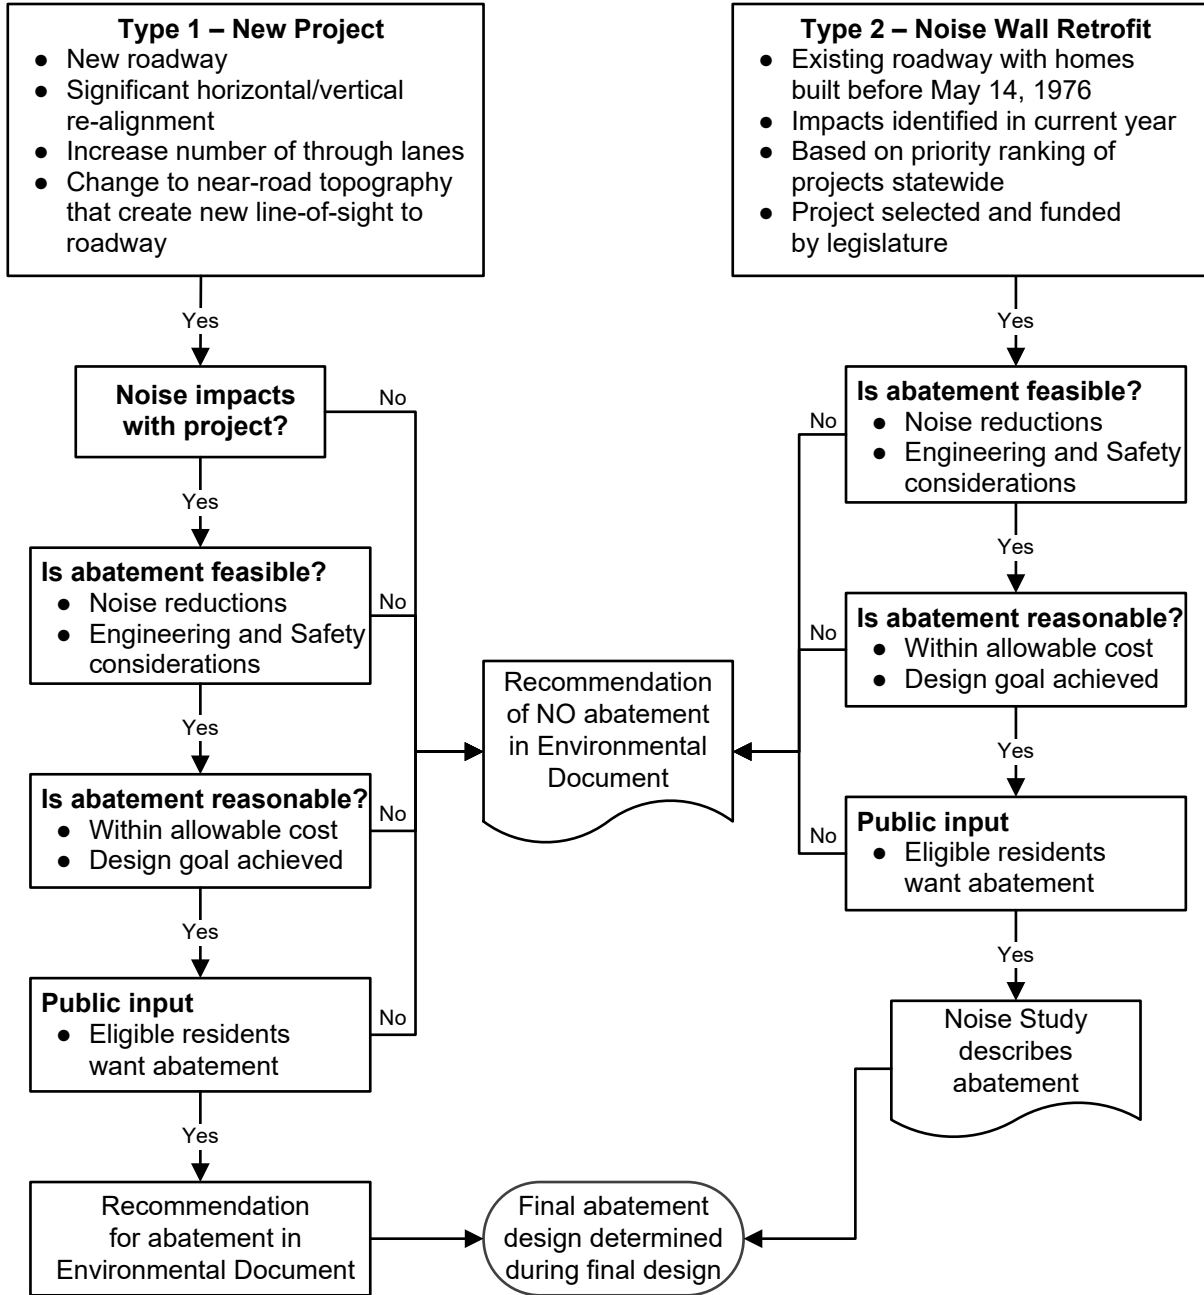 Type 1 – New Project
● New roadway
● Significant horizontal/vertical
re-alignment
● Increase number of through lanes
● Change to near-road topography
that create new line-of-sight to
roadway
Yes
Noise impacts
with project?
No
Yes
Is abatement feasible?
● Noise reductions
● Engineering and Safety
considerations
No
Yes
Is abatement reasonable?
● Within allowable cost
● Design goal achieved
No
Yes
Public input
● Eligible residents
want abatement
No
Yes
Recommendation
for abatement in
Environmental Document
Recommendation
of NO abatement
in Environmental
Document
Final abatement
design determined
during final design
Type 2 – Noise Wall Retrofit
● Existing roadway with homes
built before May 14, 1976
● Impacts identified in current year
● Based on priority ranking of
projects statewide
● Project selected and funded
by legislature
Yes
Is abatement feasible?
● Noise reductions
● Engineering and Safety
considerations
No
Yes
Is abatement reasonable?
● Within allowable cost
● Design goal achieved
No
Yes
Public input
● Eligible residents
want abatement
No
Yes
Noise Study
describes
abatement